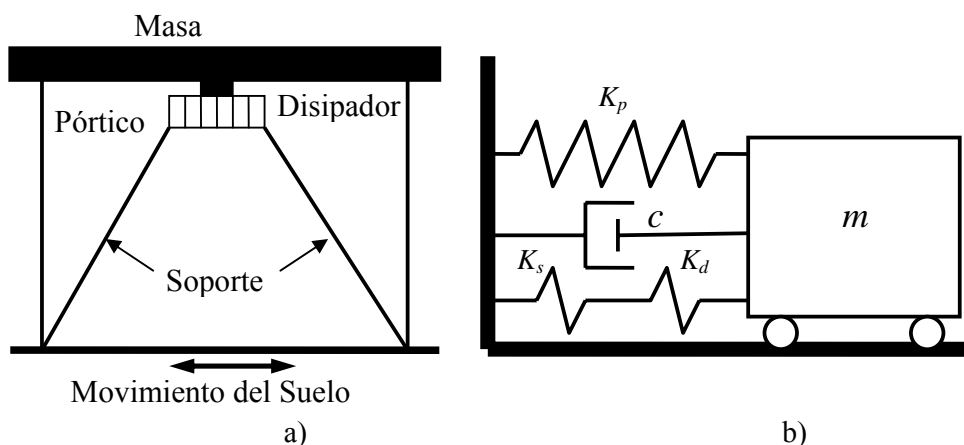 Masa
Pórtico
Disipador
Soporte
Movimiento del Suelo
a)
K_p
c
m
K_s
K_d
b)